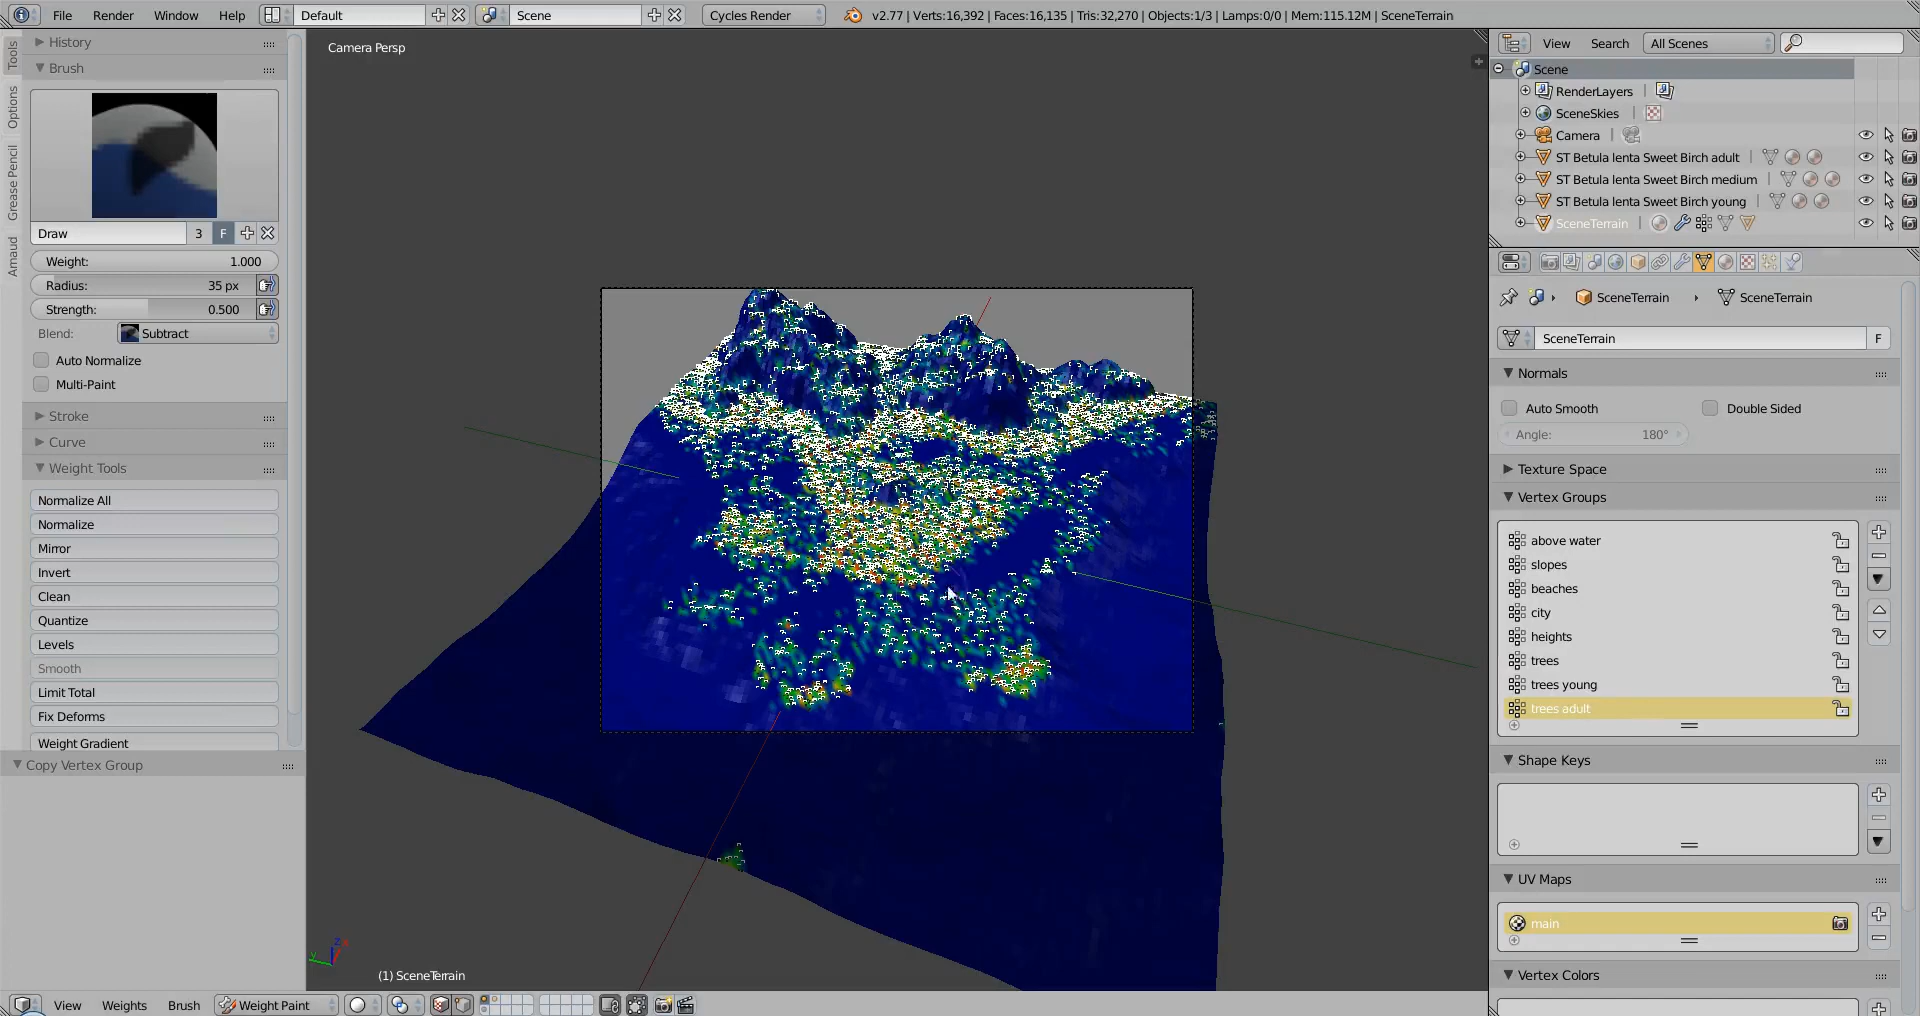 File Render Window Help Default Scene Cycles Render v2.77 | Verts:16,392 | Faces:16,135 | Tris:32,270 | Objects:1/3 | Lamps:0/0 | Mem:115.12M | SceneTerrain
Tools
Options
Grease Pencil
History
Brush
Draw 3 F
Weight: 1.000
Radius: 35 px
Strength: 0.500
Blend: Subtract
Auto Normalize
Multi-Paint
Stroke
Curve
Weight Tools
Normalize All
Normalize
Mirror
Invert
Clean
Quantize
Levels
Smooth
Limit Total
Fix Deforms
Weight Gradient
Copy Vertex Group
Camera Persp
(1) SceneTerrain
View Weights Brush Weight Paint
View Search All Scenes
Scene
RenderLayers
SceneSkies
Camera
ST Betula lenta Sweet Birch adult
ST Betula lenta Sweet Birch medium
ST Betula lenta Sweet Birch young
SceneTerrain
SceneTerrain SceneTerrain
SceneTerrain F
Normals
Auto Smooth Double Sided
Angle: 180°
Texture Space
Vertex Groups
above water
slopes
beaches
city
heights
trees
trees young
trees adult
Shape Keys
UV Maps
main
Vertex Colors